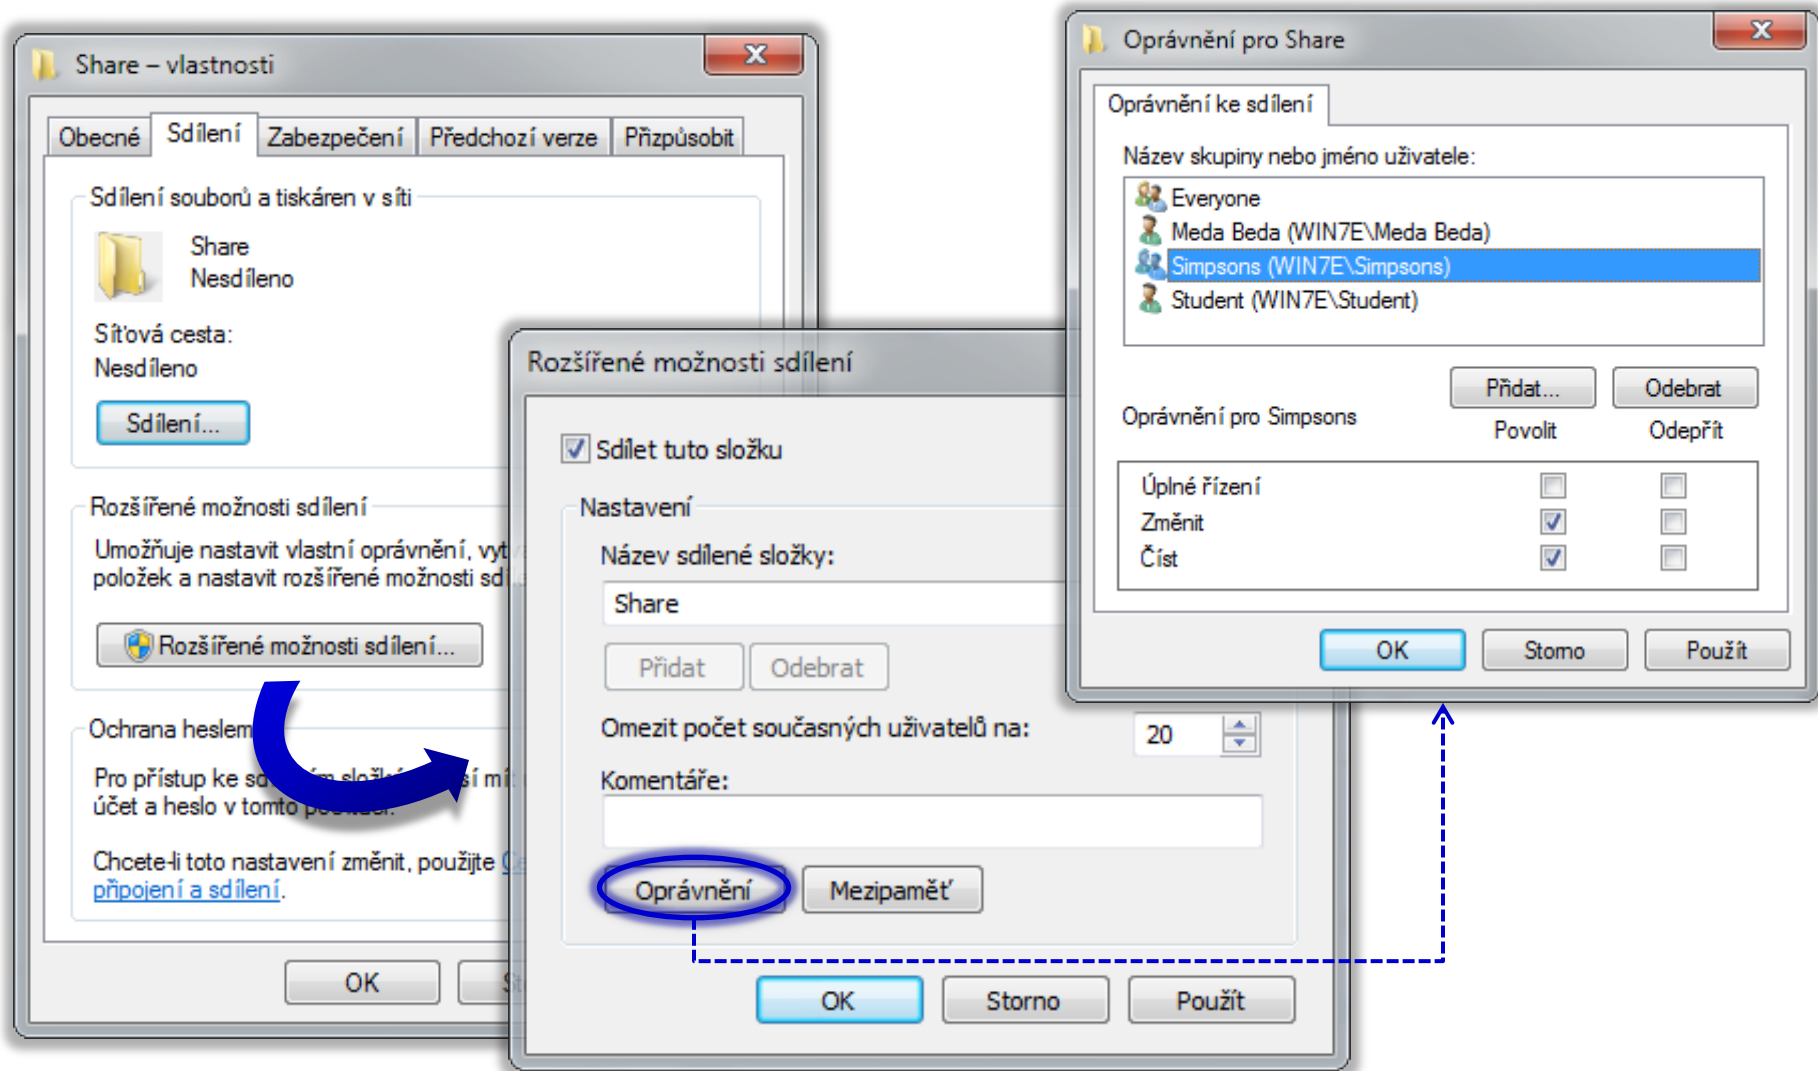 Share – vlastnosti
Obecné Sdílení Zabezpečení Předchozí verze Přizpůsobit
Sdílení souborů a tiskáren v síti
Share
Nesdíleno
Síťová cesta:
Nesdíleno
Sdílení...
Rozšířené možnosti sdílení
Umožňuje nastavit vlastní oprávnění,
položek a nastavit rozšířené možnosti
Rozšířené možnosti sdílení...
Ochrana heslem
Pro přístup ke
účet a heslo v tomto
Chcete-li toto nastavení změnit, použijte
připojení a sdílení.
OK
Rozšířené možnosti sdílení
Sdílet tuto složku
Nastavení
Název sdílené složky:
Share
Přidat Odebrat
Omezit počet současných uživatelů na: 20
Komentáře:
Oprávnění Mezipaměť
OK Storno Použít
Oprávnění pro Share
Oprávnění ke sdílení
Název skupiny nebo jméno uživatele:
Everyone
Meda Beda (WIN7E\Meda Beda)
Simpsons (WIN7E\Simpsons)
Student (WIN7E\Student)
Přidat... Odebrat
Oprávnění pro Simpsons Povolit Odepřít
Úplné řízení
Změnit
Číst
OK Storno Použít